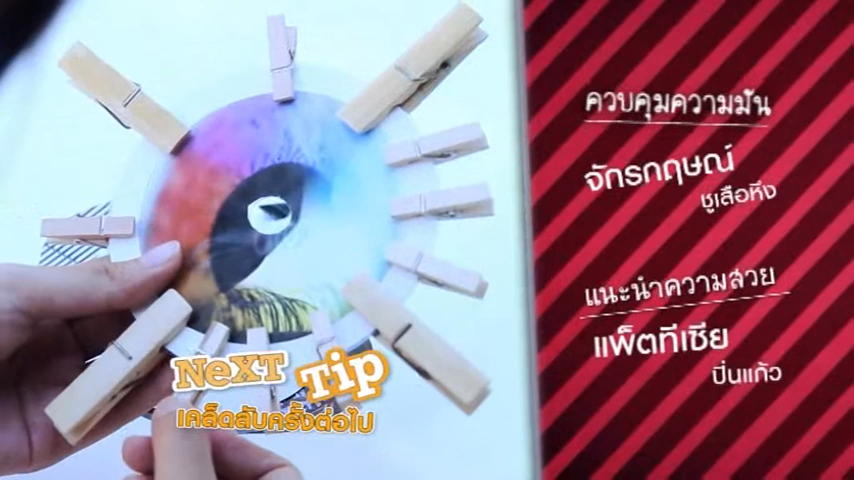 ควบคุมความมัน
จักรกฤษณ์
ชูเสือหึง
แนะนำความสวย
แพ็ตทีเซีย
ปิ่นแก้ว
NeXT Tip
เคล็ดลับครั้งต่อไป